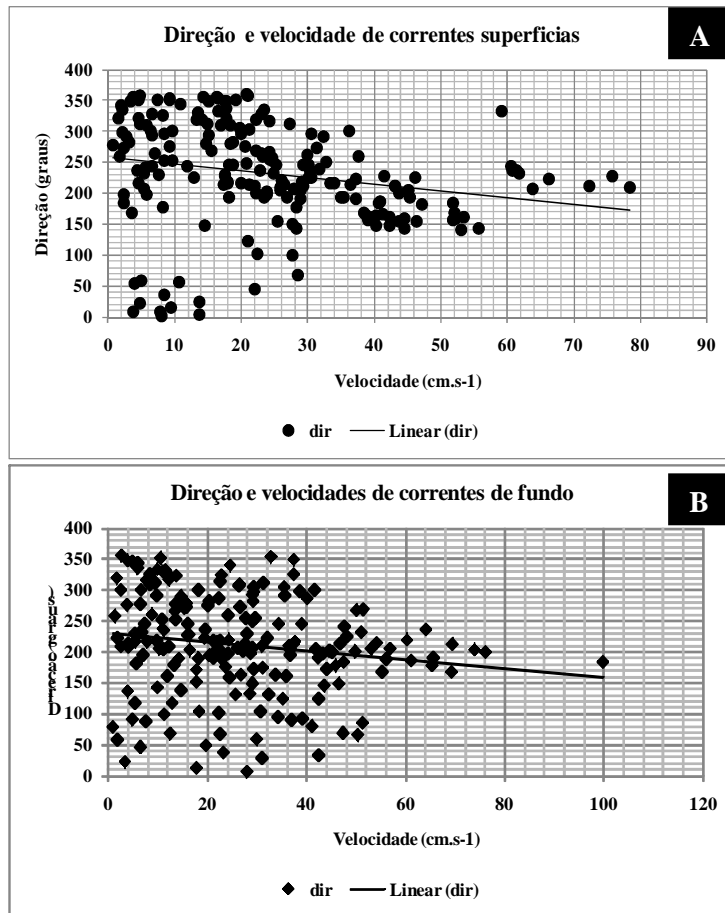 Direção e velocidade de correntes superficias
A
400
350
300
250
200
150
100
50
0
Direção (graus)
0 10 20 30 40 50 60 70 80 90
Velocidade (cm.s-1)
dir Linear (dir)
Direção e velocidades de correntes de fundo
B
400
350
300
250
200
150
100
50
0
0 20 40 60 80 100 120
Velocidade (cm.s-1)
dir Linear (dir)